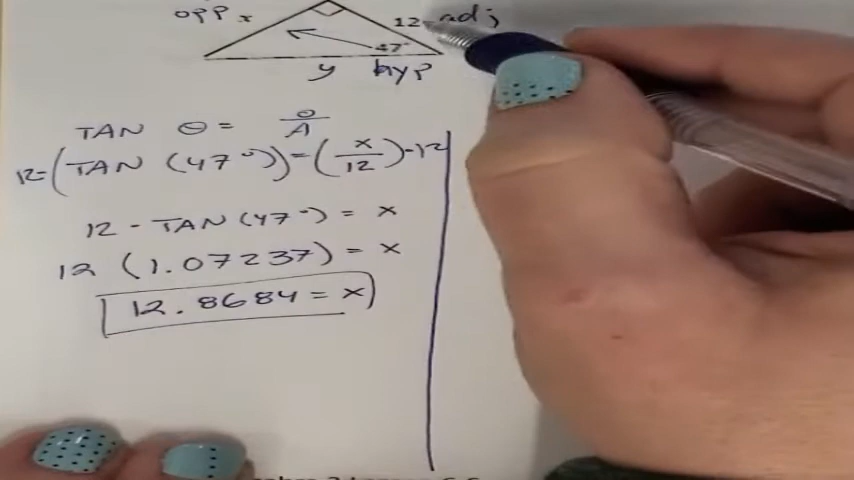 opp x 12 adj
47°
y hyp
TAN θ = O/A
12·(TAN (47°)) = (x/12)·12
12 · TAN (47°) = x
12 (1.07237) = x
12.8684 = x